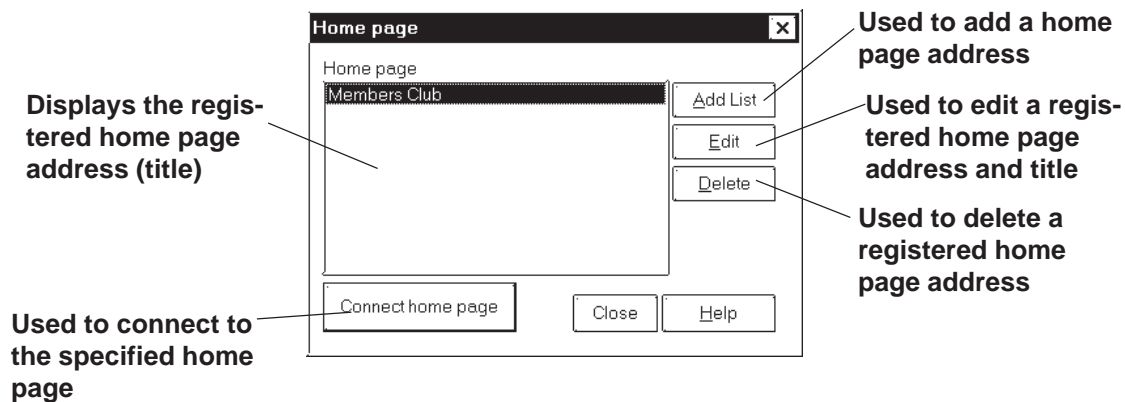 Home page
Used to add a home
page address
Home page
Members Club
Displays the regis-
tered home page
address (title)
Add List
Used to edit a regis-
tered home page
address and title
Edit
Delete
Used to delete a
registered home
page address
Connect home page
Close
Help
Used to connect to
the specified home
page